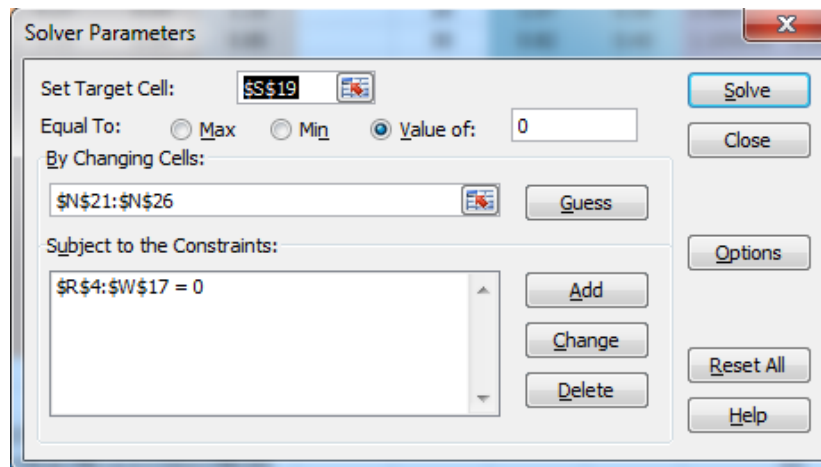 Solver Parameters
Set Target Cell: $S$19
Equal To: Max Min Value of: 0
By Changing Cells:
$N$21:$N$26
Subject to the Constraints:
$R$4:$W$17 = 0
Solve
Close
Guess
Options
Add
Change
Delete
Reset All
Help